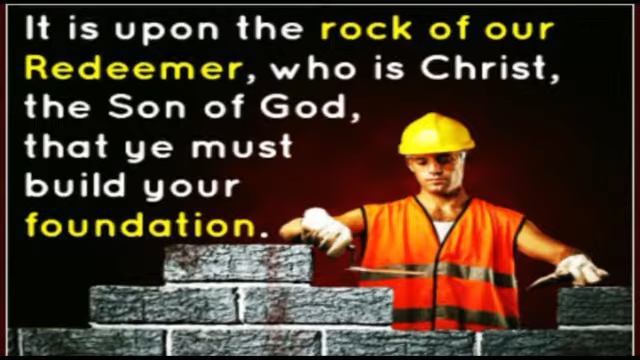 It is upon the rock of our
Redeemer, who is Christ,
the Son of God,
that ye must
build your
foundation.